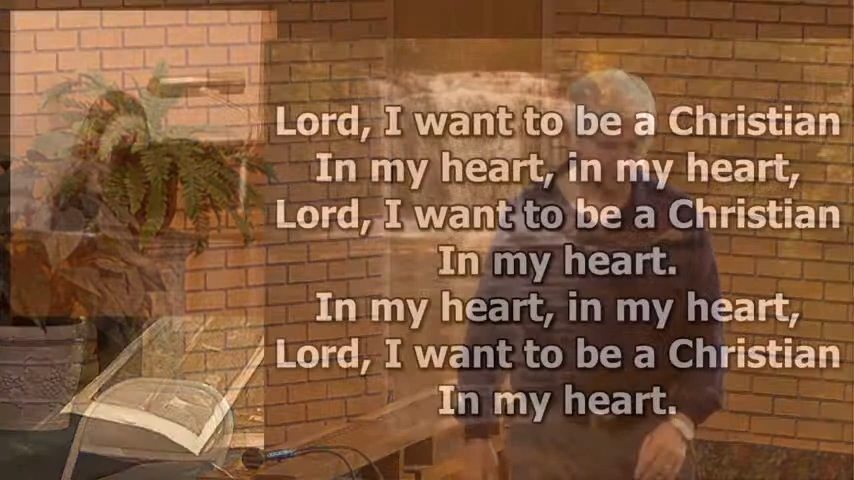 Lord, I want to be a Christian
In my heart, in my heart,
Lord, I want to be a Christian
In my heart.
In my heart, in my heart,
Lord, I want to be a Christian
In my heart.